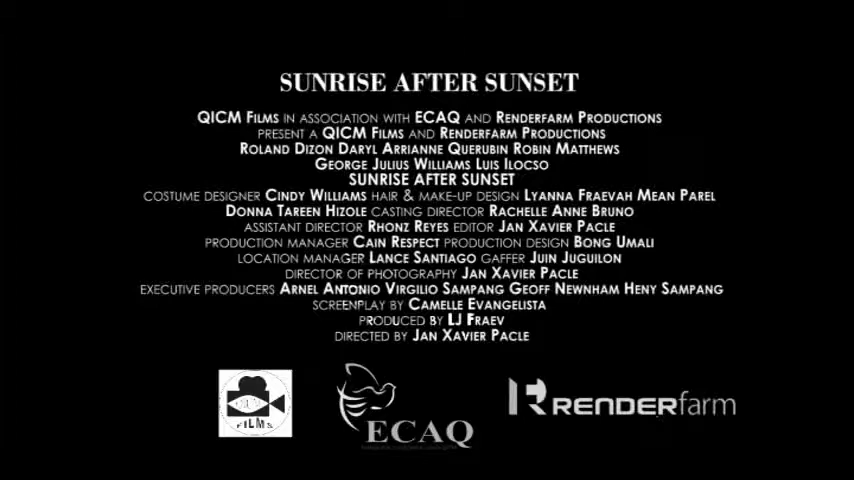 SUNRISE AFTER SUNSET
QICM FILMS IN ASSOCIATION WITH ECAQ AND RENDERFARM PRODUCTIONS
PRESENT A QICM FILMS AND RENDERFARM PRODUCTIONS
ROLAND DIZON DARYL ARRIANNE QUERUBIN ROBIN MATTHEWS
GEORGE JULIUS WILLIAMS LUIS ILOCSO
SUNRISE AFTER SUNSET
COSTUME DESIGNER CINDY WILLIAMS HAIR & MAKE-UP DESIGN LYANNA FRAEVAH MEAN PAREL
DONNA TAREEN HIZOLE CASTING DIRECTOR RACHELLE ANNE BRUNO
ASSISTANT DIRECTOR RHONZ REYES EDITOR JAN XAVIER PACLE
PRODUCTION MANAGER CAIN RESPECT PRODUCTION DESIGN BONG UMALI
LOCATION MANAGER LANCE SANTIAGO GAFFER JUIN JUGUILON
DIRECTOR OF PHOTOGRAPHY JAN XAVIER PACLE
EXECUTIVE PRODUCERS ARNEL ANTONIO VIRGILIO SAMPANG GEOFF NEWNHAM HENY SAMPANG
SCREENPLAY BY CAMELLE EVANGELISTA
PRODUCED BY LJ FRAEV
DIRECTED BY JAN XAVIER PACLE
FILMS
ECAQ
RENDERfarm